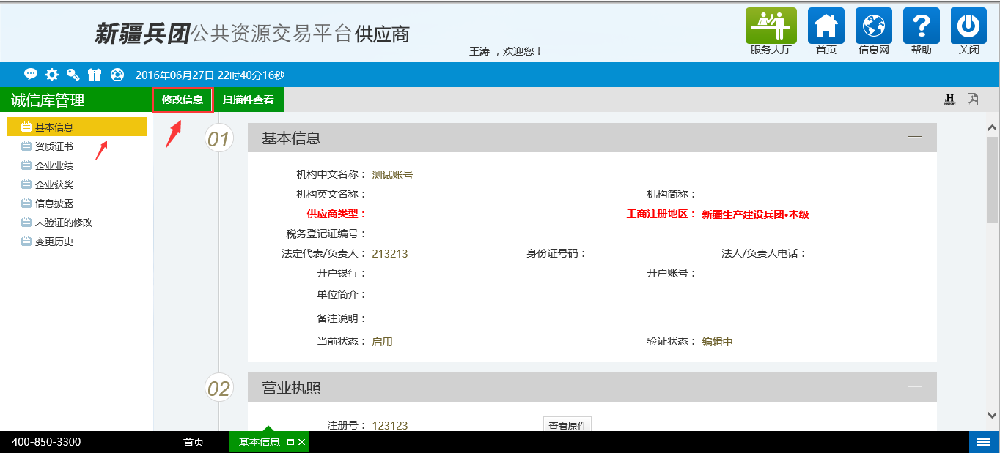 新疆兵团公共资源交易平台供应商
王涛 ，欢迎您！
服务大厅 首页 信息网 帮助 关闭
2016年06月27日 22时40分16秒
诚信库管理 修改信息 扫描件查看
H
HISTORY
基本信息
资质证书
企业业绩
企业获奖
信息披露
未验证的修改
变更历史
01 基本信息
机构中文名称： 测试账号
机构英文名称： 机构简称：
供应商类型： 工商注册地区： 新疆生产建设兵团•本级
税务登记证编号：
法定代表/负责人： 213213 身份证号码： 法人/负责人电话：
开户银行： 开户账号：
单位简介：
备注说明：
当前状态： 启用 验证状态： 编辑中
02 营业执照
注册号： 123123 查看原件
400-850-3300 首页 基本信息